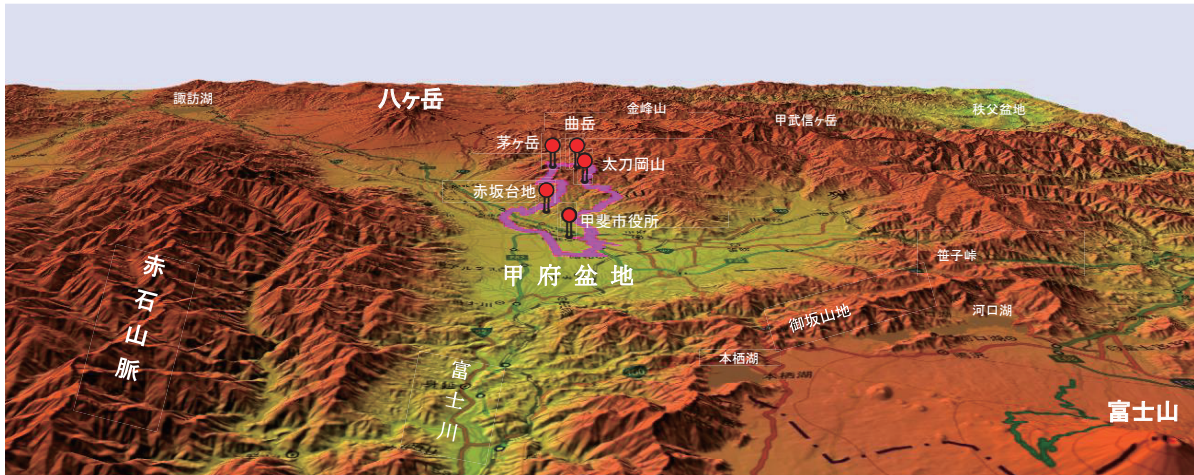 諏訪湖
八ヶ岳
金峰山
甲武信ヶ岳
秩父盆地
曲岳
茅ヶ岳
太刀岡山
赤坂台地
甲斐市役所
甲府盆地
笹子峠
赤石山脈
御坂山地
河口湖
本栖湖
本栖湖
富士川
富士山